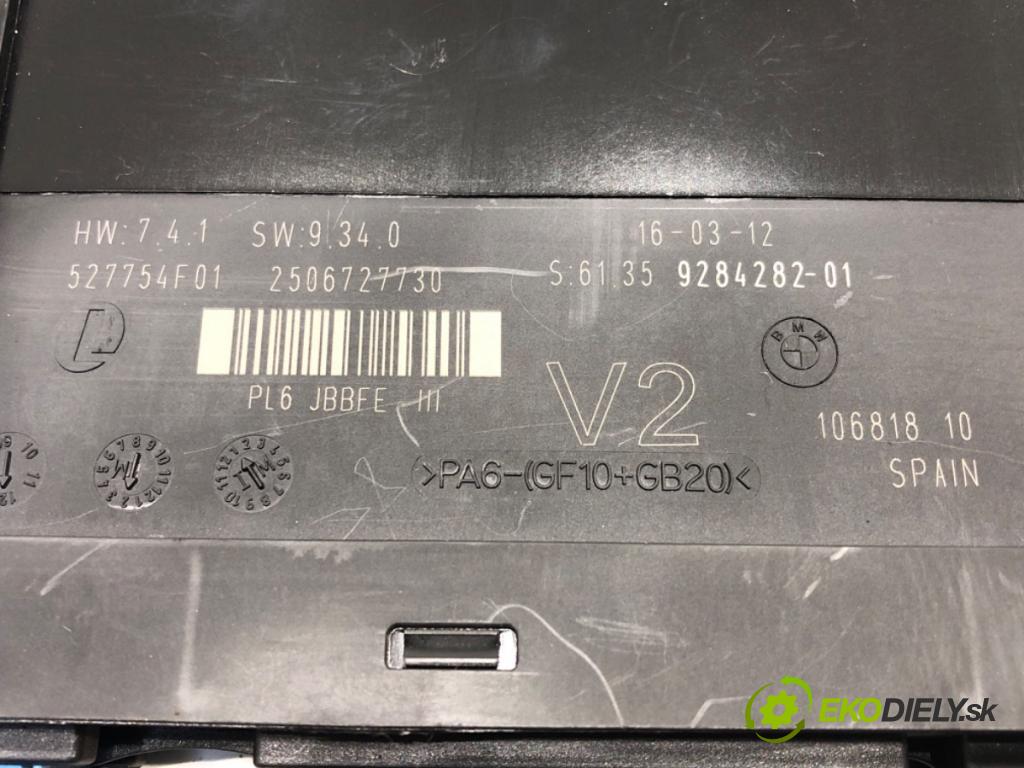 HW:7.4.1 SW:9.34.0 16-03-12
527754F01 2506727730 S:61.35 9284282-01
BMW
PL6 JBBFE III
V2
106818 10
>PA6-(GF10+GB20)<
SPAIN
EKODIELY.sk